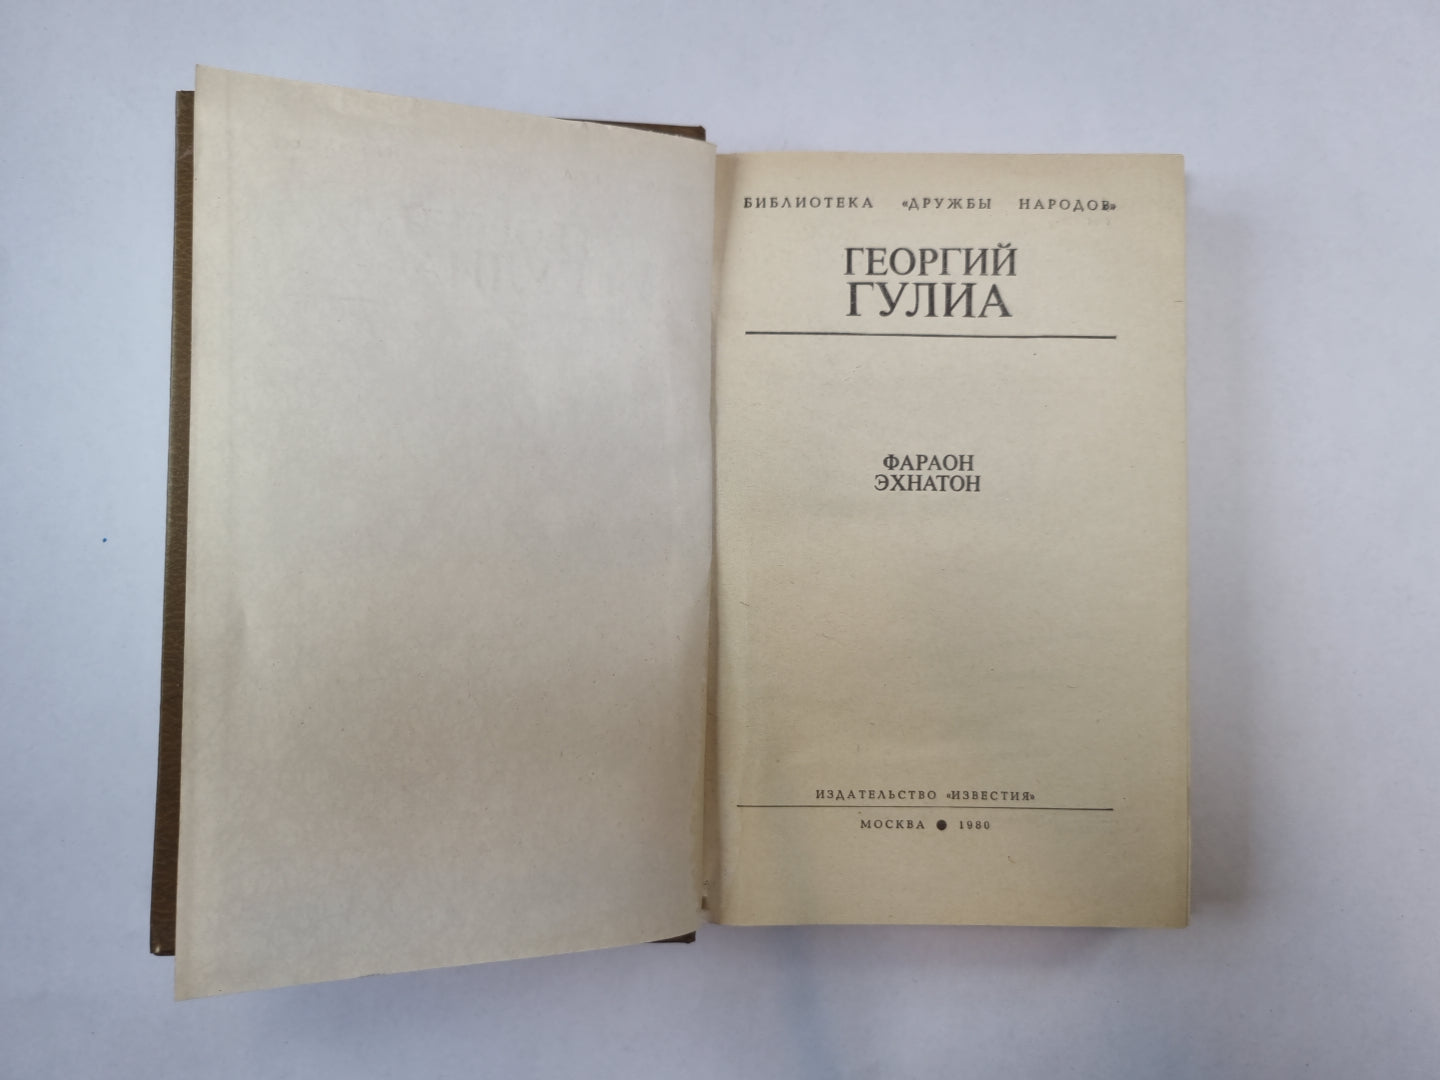 БИБЛИОТЕКА «ДРУЖБЫ НАРОДОВ»
ГЕОРГИЙ
ГУЛИА
ФАРАОН
ЭХНАТОН
ИЗДАТЕЛЬСТВО «ИЗВЕСТИЯ»
МОСКВА ● 1980